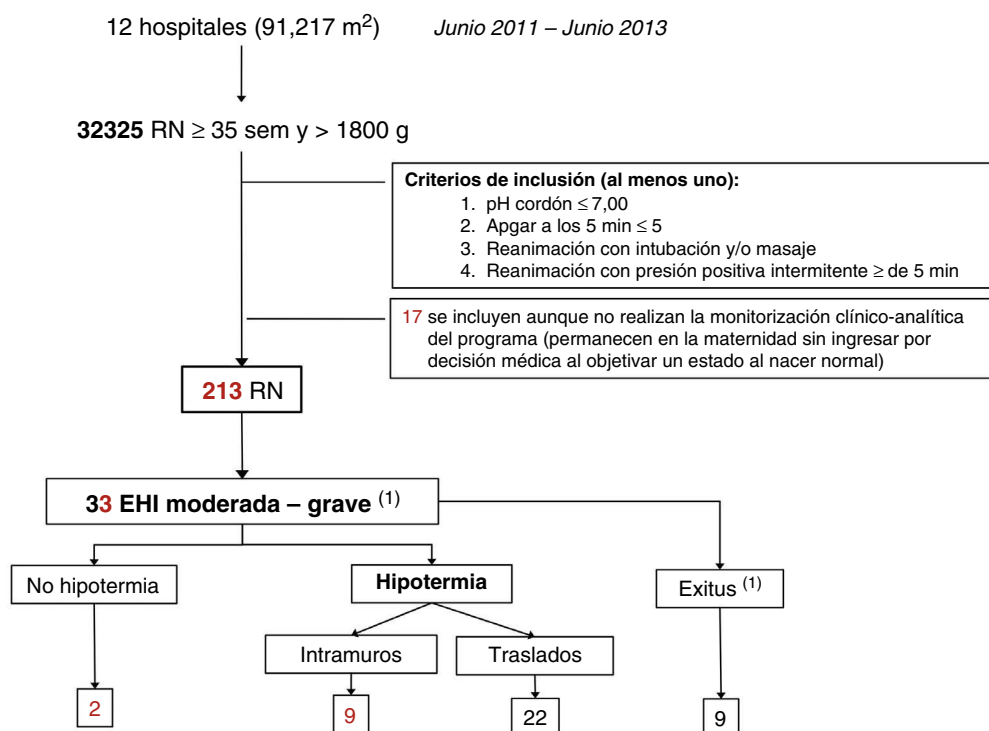 12 hospitales (91,217 m²) Junio 2011 – Junio 2013
32325 RN ≥ 35 sem y > 1800 g
Criterios de inclusión (al menos uno):
1. pH cordón ≤ 7,00
2. Apgar a los 5 min ≤ 5
3. Reanimación con intubación y/o masaje
4. Reanimación con presión positiva intermitente ≥ de 5 min
17 se incluyen aunque no realizan la monitorización clínico-analítica
del programa (permanecen en la maternidad sin ingresar por
decisión médica al objetivar un estado al nacer normal)
213 RN
33 EHI moderada – grave (1)
No hipotermia
Hipotermia
Exitus (1)
Intramuros
Traslados
2
9
22
9